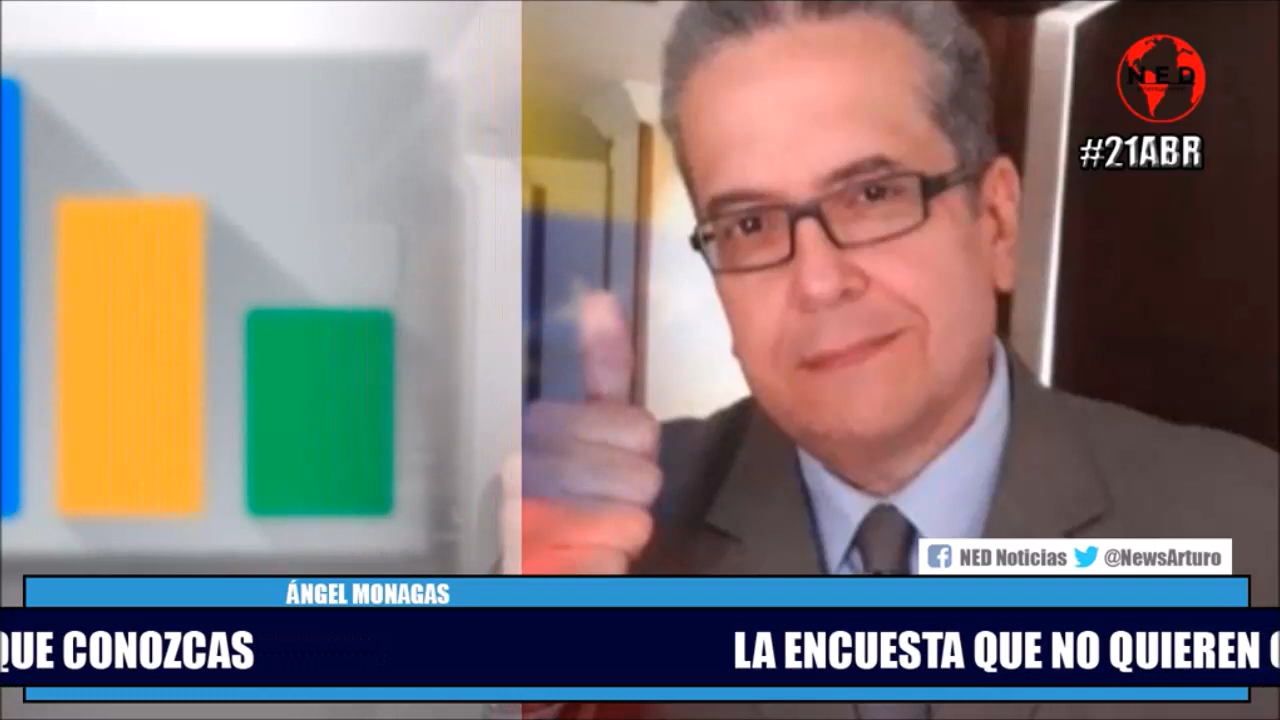 NED
#21ABR
NED Noticias @NewsArturo
ÁNGEL MONAGAS
QUE CONOZCAS LA ENCUESTA QUE NO QUIEREN